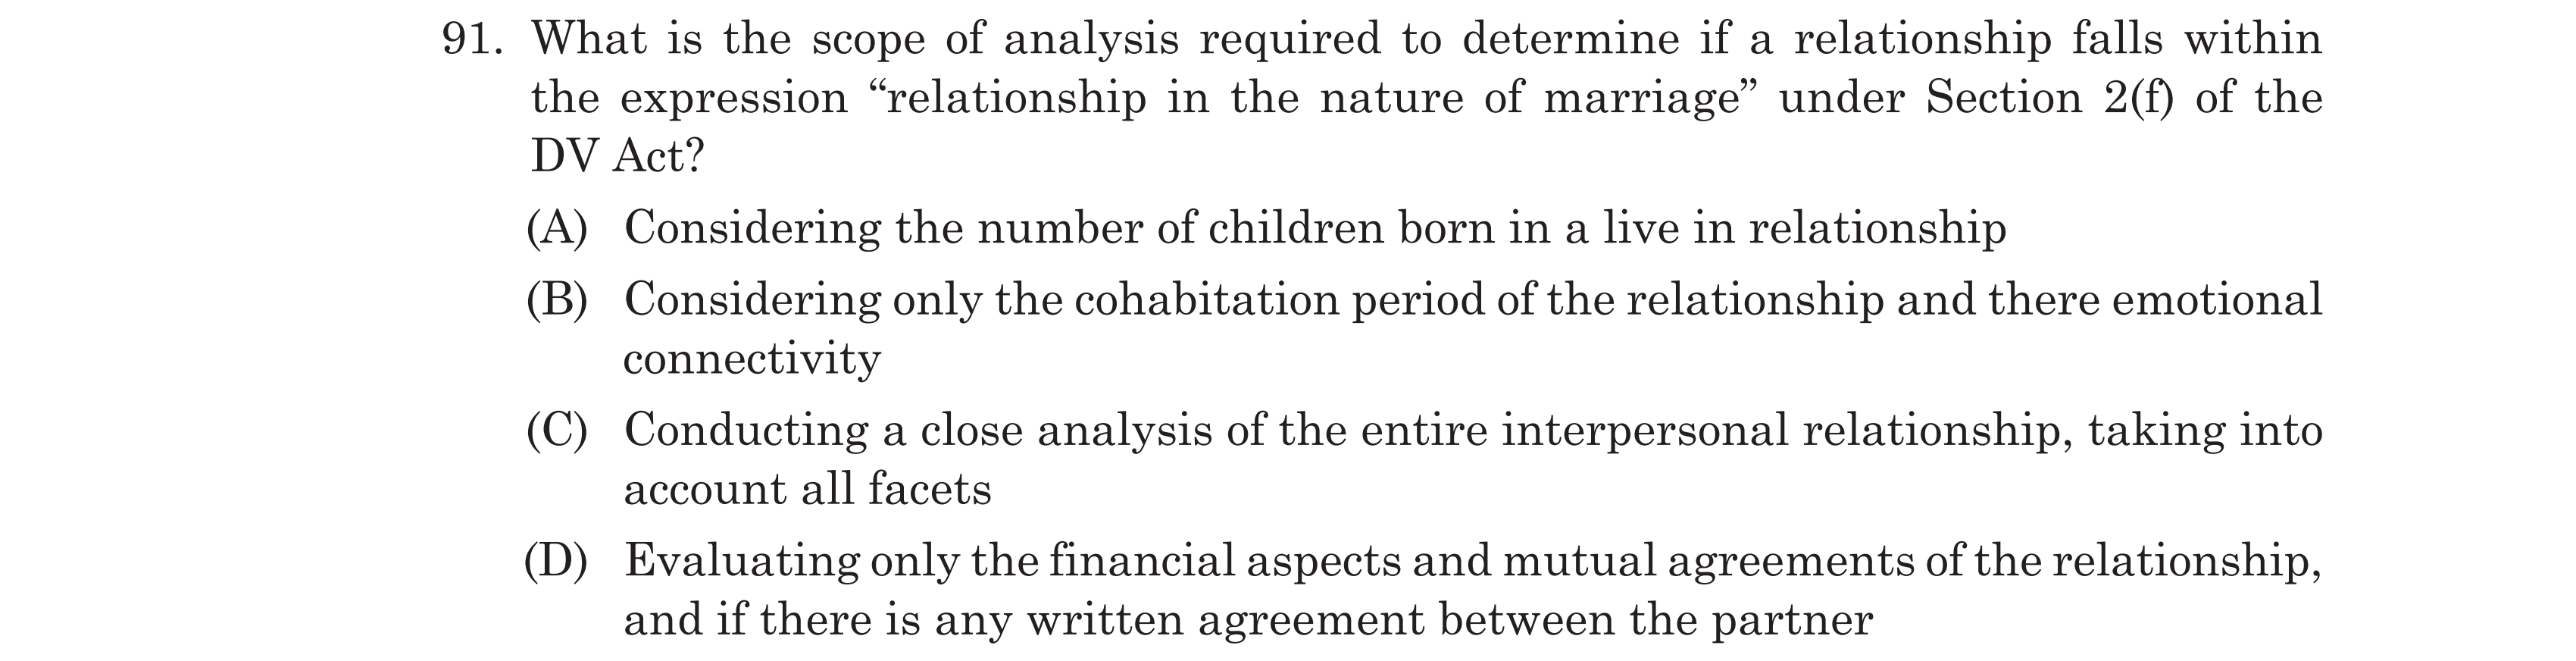 91. What is the scope of analysis required to determine if a relationship falls within
the expression “relationship in the nature of marriage” under Section 2(f) of the
DV Act?
(A) Considering the number of children born in a live in relationship
(B) Considering only the cohabitation period of the relationship and there emotional
connectivity
(C) Conducting a close analysis of the entire interpersonal relationship, taking into
account all facets
(D) Evaluating only the financial aspects and mutual agreements of the relationship,
and if there is any written agreement between the partner